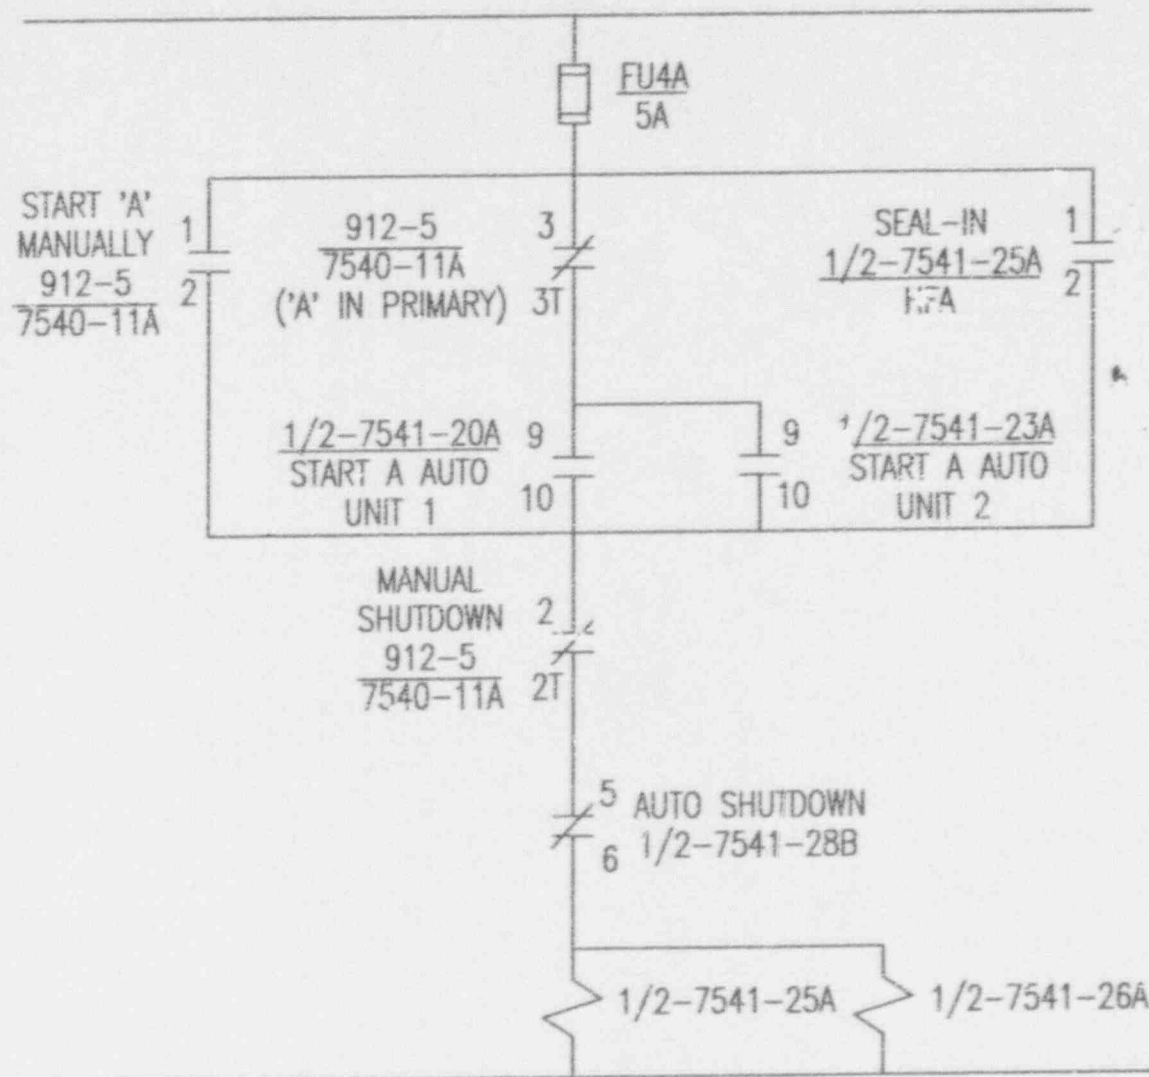 FU4A
5A
START 'A'
MANUALLY
912-5
7540-11A
1
2
912-5
7540-11A
('A' IN PRIMARY)
3
3T
SEAL-IN
1/2-7541-25A
HFA
1
2
1/2-7541-20A
START A AUTO
UNIT 1
9
10
9
10
1/2-7541-23A
START A AUTO
UNIT 2
MANUAL
SHUTDOWN
912-5
7540-11A
2
2T
5
6
AUTO SHUTDOWN
1/2-7541-28B
1/2-7541-25A
1/2-7541-26A